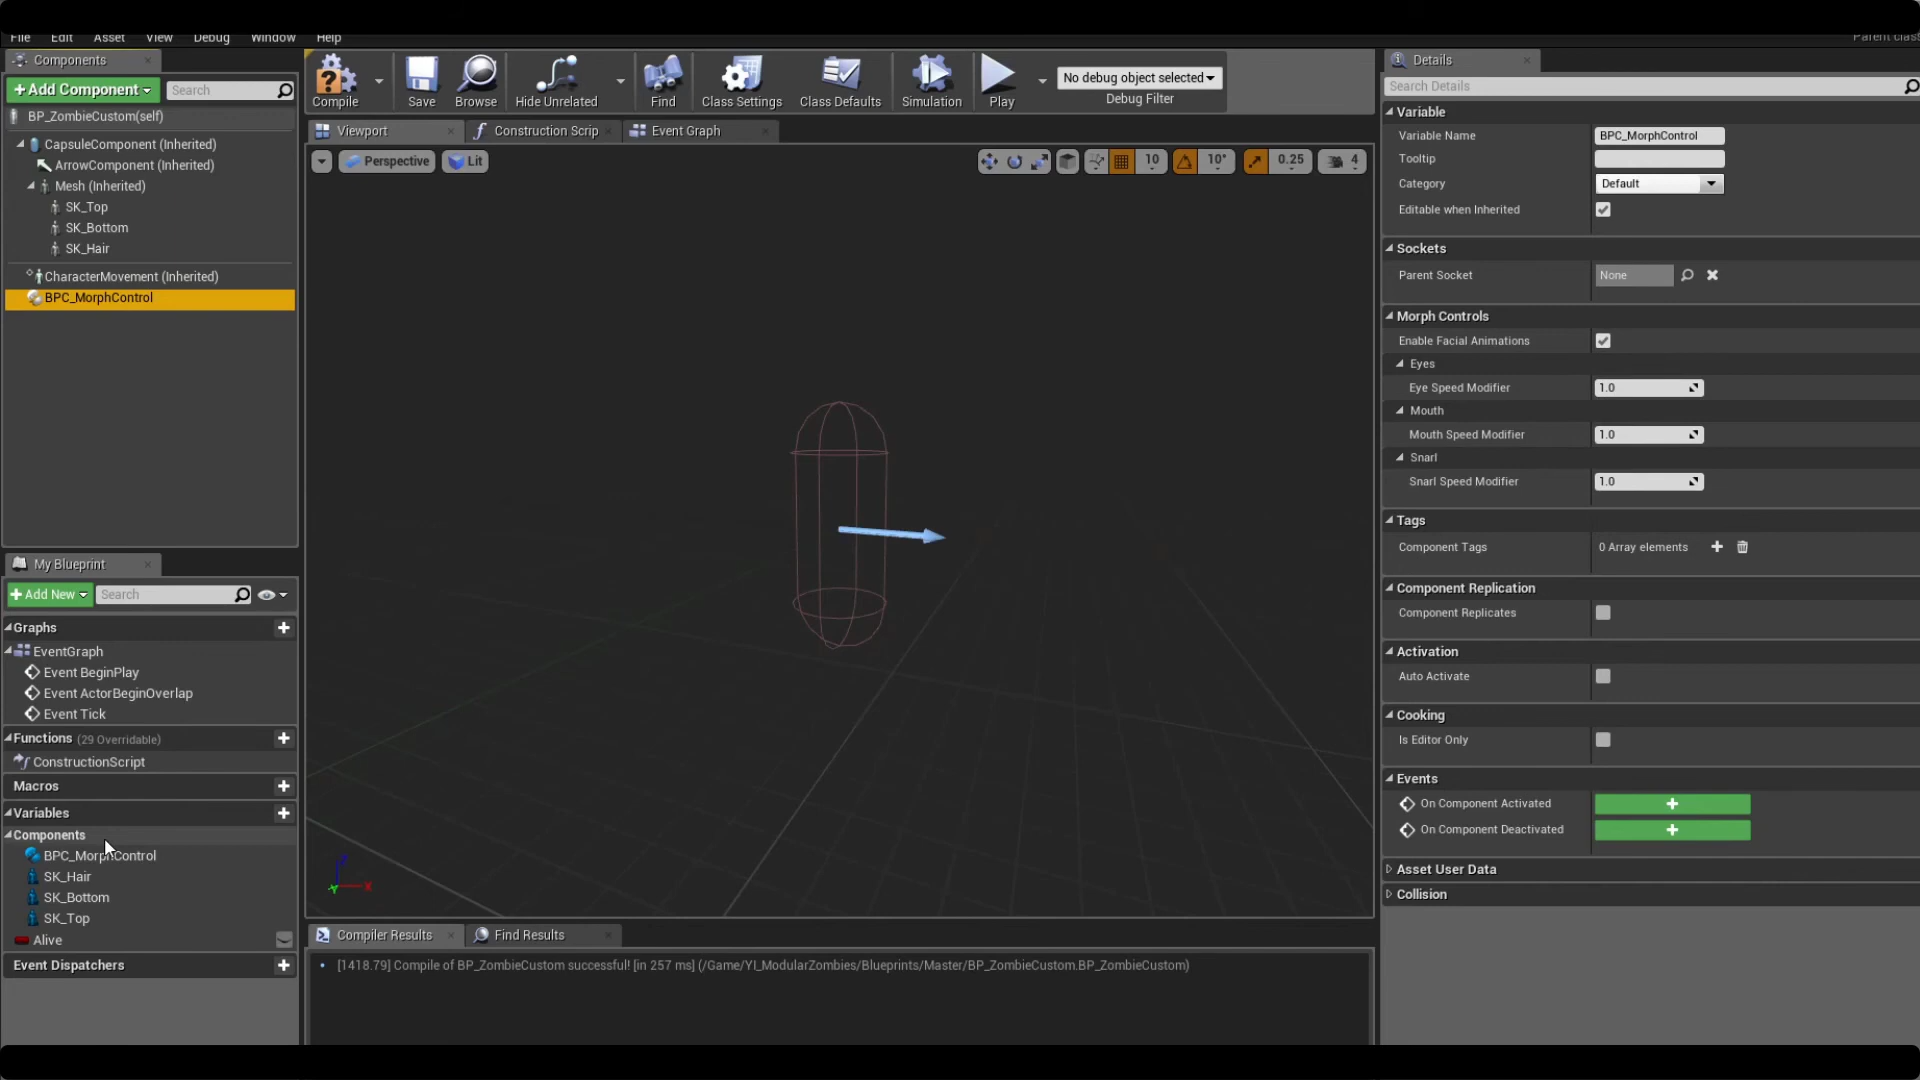 File Edit Asset View Debug Window Help
Components
+Add Component
Search
BP_ZombieCustom(self)
CapsuleComponent (Inherited)
ArrowComponent (Inherited)
Mesh (Inherited)
SK_Top
SK_Bottom
SK_Hair
CharacterMovement (Inherited)
BPC_MorphControl
My Blueprint
+Add New
Search
Graphs
EventGraph
Event BeginPlay
Event ActorBeginOverlap
Event Tick
Functions (29 Overridable)
ConstructionScript
Macros
Variables
Components
BPC_MorphControl
SK_Hair
SK_Bottom
SK_Top
Alive
Event Dispatchers
Compile
Save
Browse
Hide Unrelated
Find
Class Settings
Class Defaults
Simulation
Play
No debug object selected
Debug Filter
Viewport
Construction Scrip
Event Graph
Perspective
Lit
10
10°
0.25
4
Z
X
Y
Compiler Results
Find Results
[1418.79] Compile of BP_ZombieCustom successful! [in 257 ms] (/Game/YI_ModularZombies/Blueprints/Master/BP_ZombieCustom.BP_ZombieCustom)
Parent class
Details
Search Details
Variable
Variable Name BPC_MorphControl
Tooltip
Category Default
Editable when Inherited
Sockets
Parent Socket None
Morph Controls
Enable Facial Animations
Eyes
Eye Speed Modifier 1.0
Mouth
Mouth Speed Modifier 1.0
Snarl
Snarl Speed Modifier 1.0
Tags
Component Tags 0 Array elements
Component Replication
Component Replicates
Activation
Auto Activate
Cooking
Is Editor Only
Events
On Component Activated +
On Component Deactivated +
Asset User Data
Collision